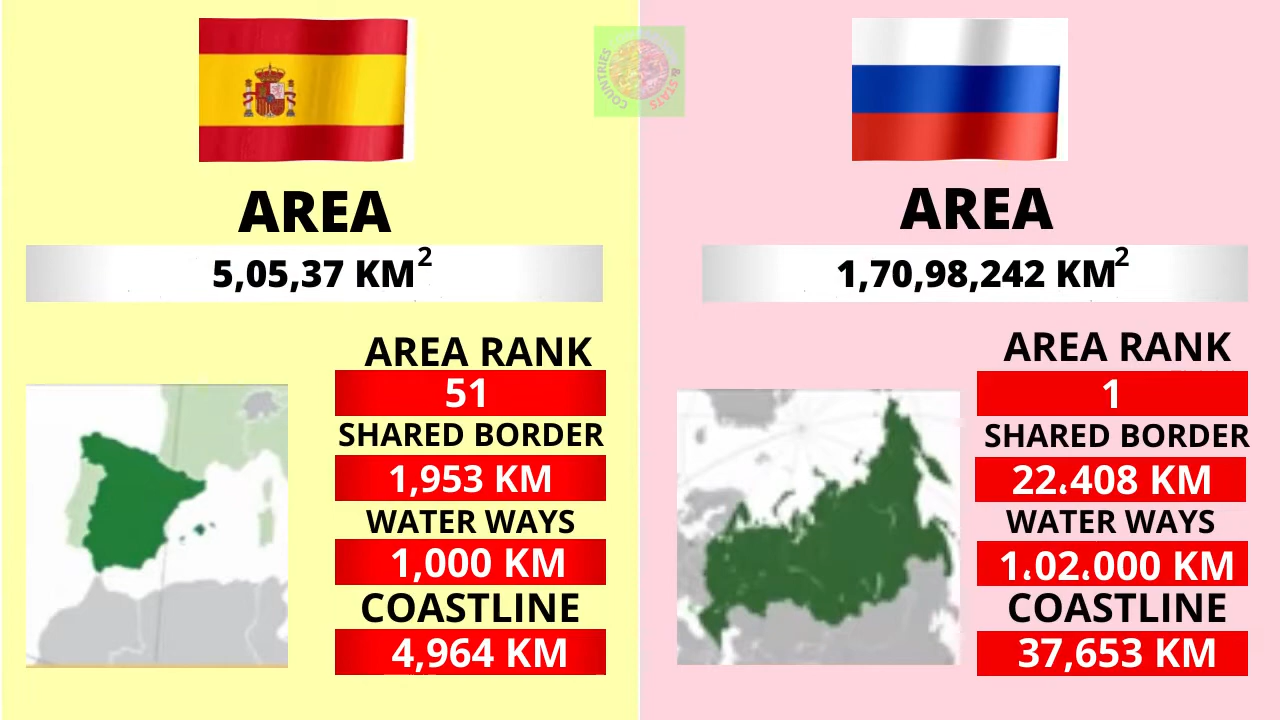 COUNTRIES
& STATS
AREA
5,05,37 KM²
AREA RANK
51
SHARED BORDER
1,953 KM
WATER WAYS
1,000 KM
COASTLINE
4,964 KM
AREA
1,70,98,242 KM²
AREA RANK
1
SHARED BORDER
22,408 KM
WATER WAYS
1,02,000 KM
COASTLINE
37,653 KM